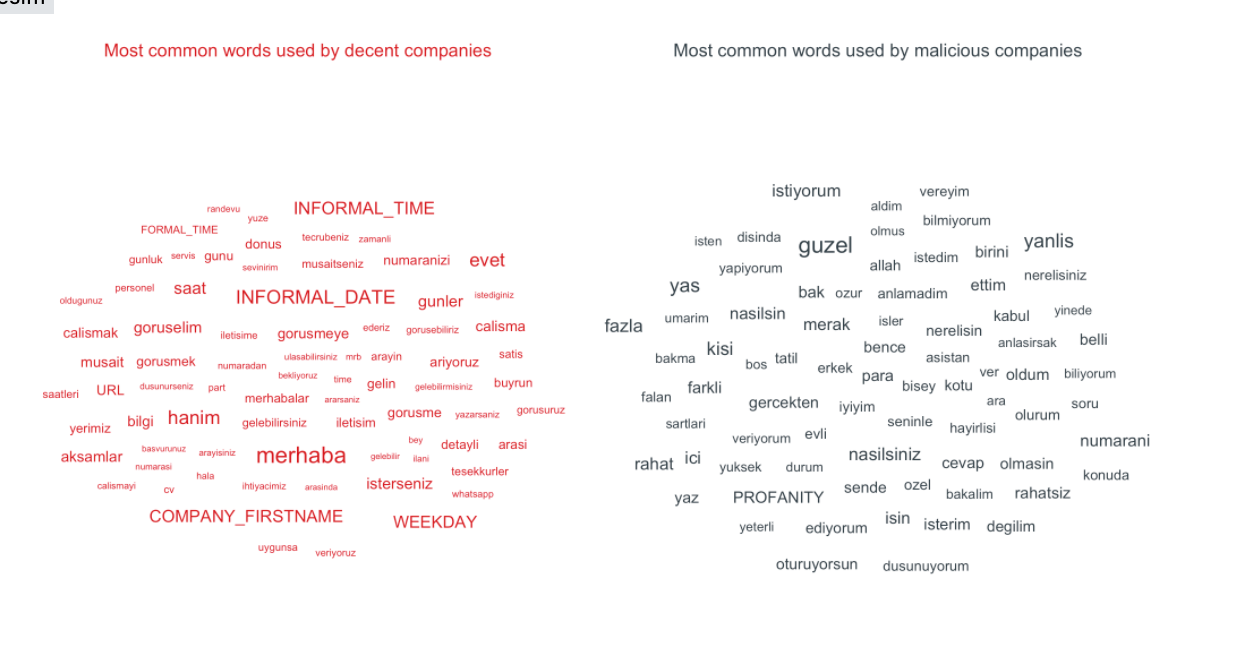 esim
Most common words used by decent companies
randevu
yuze
INFORMAL_TIME
FORMAL_TIME
donus
tecrubeniz
zamanli
gunluk
servis
gunu
sevinirim
musaitseniz
numaranizi
evet
oldugunuz
personel
saat
INFORMAL_DATE
gunler
istediginiz
calismak
goruselim
iletisime
gorusmeye
ederiz
gorusebiliriz
calisma
musait
gorusmek
numaradan
ulasabilirsiniz
mrb
arayin
ariyoruz
satis
bekliyoruz
time
saatleri
URL
dusunurseniz
part
merhabalar
ararsaniz
gelin
gelebilirmisiniz
buyrun
yerimiz
bilgi
hanim
gelebilirsiniz
iletisim
gorusme
yazarsaniz
gorusuruz
aksamlar
basvurunuz
numarasi
arayisiniz
merhaba
gelebilir
bey
ilani
detayli
arasi
calismayi
cv
hala
ihtiyacimiz
arasinda
isterseniz
tesekkurler
whatsapp
COMPANY_FIRSTNAME
WEEKDAY
uygunsa
veriyoruz
Most common words used by malicious companies
istiyorum
vereyim
aldim
bilmiyorum
isten
disinda
guzel
olmus
istedim
birini
yanlis
yapiyorum
allah
nerelisiniz
yas
bak
ozur
anlamadim
ettim
fazla
umarim
nasilsin
merak
isler
nerelisin
kabul
yinede
bakma
kisi
bos
tatil
bence
asistan
anlasirsak
belli
erkek
para
bisey
kotu
ver
oldum
biliyorum
falan
farkli
gercekten
iyiyim
ara
olurum
soru
sartlari
veriyorum
evli
seninle
hayirlisi
numarani
rahat
ici
yuksek
durum
nasilsiniz
cevap
olmasin
konuda
yaz
PROFANITY
sende
ozel
bakalim
rahatsiz
yeterli
ediyorum
isin
isterim
degilim
oturuyorsun
dusunuyorum